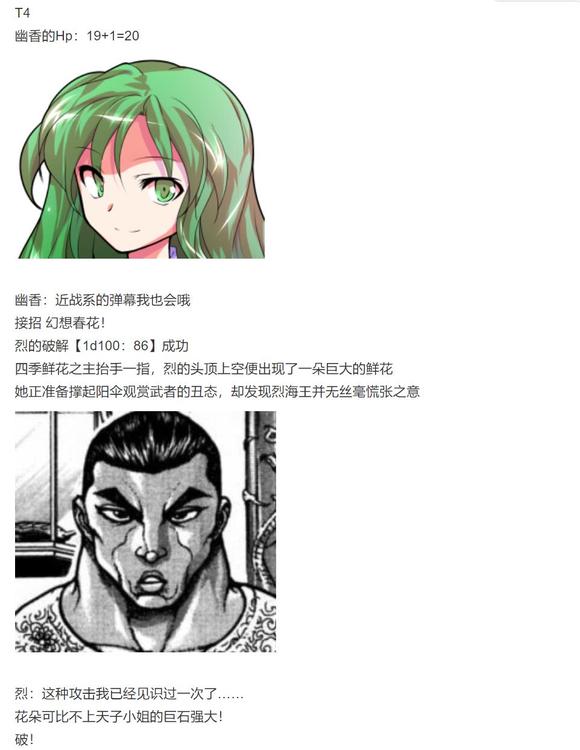 T4
幽香的Hp：19+1=20
幽香：近战系的弹幕我也会哦
接招 幻想春花！
烈的破解【1d100：86】成功
四季鲜花之主抬手一指，烈的头顶上空便出现了一朵巨大的鲜花
她正准备撑起阳伞观赏武者的丑态，却发现烈海王并无丝毫慌张之意
烈：这种攻击我已经见识过一次了……
花朵可比不上天子小姐的巨石强大！
破！